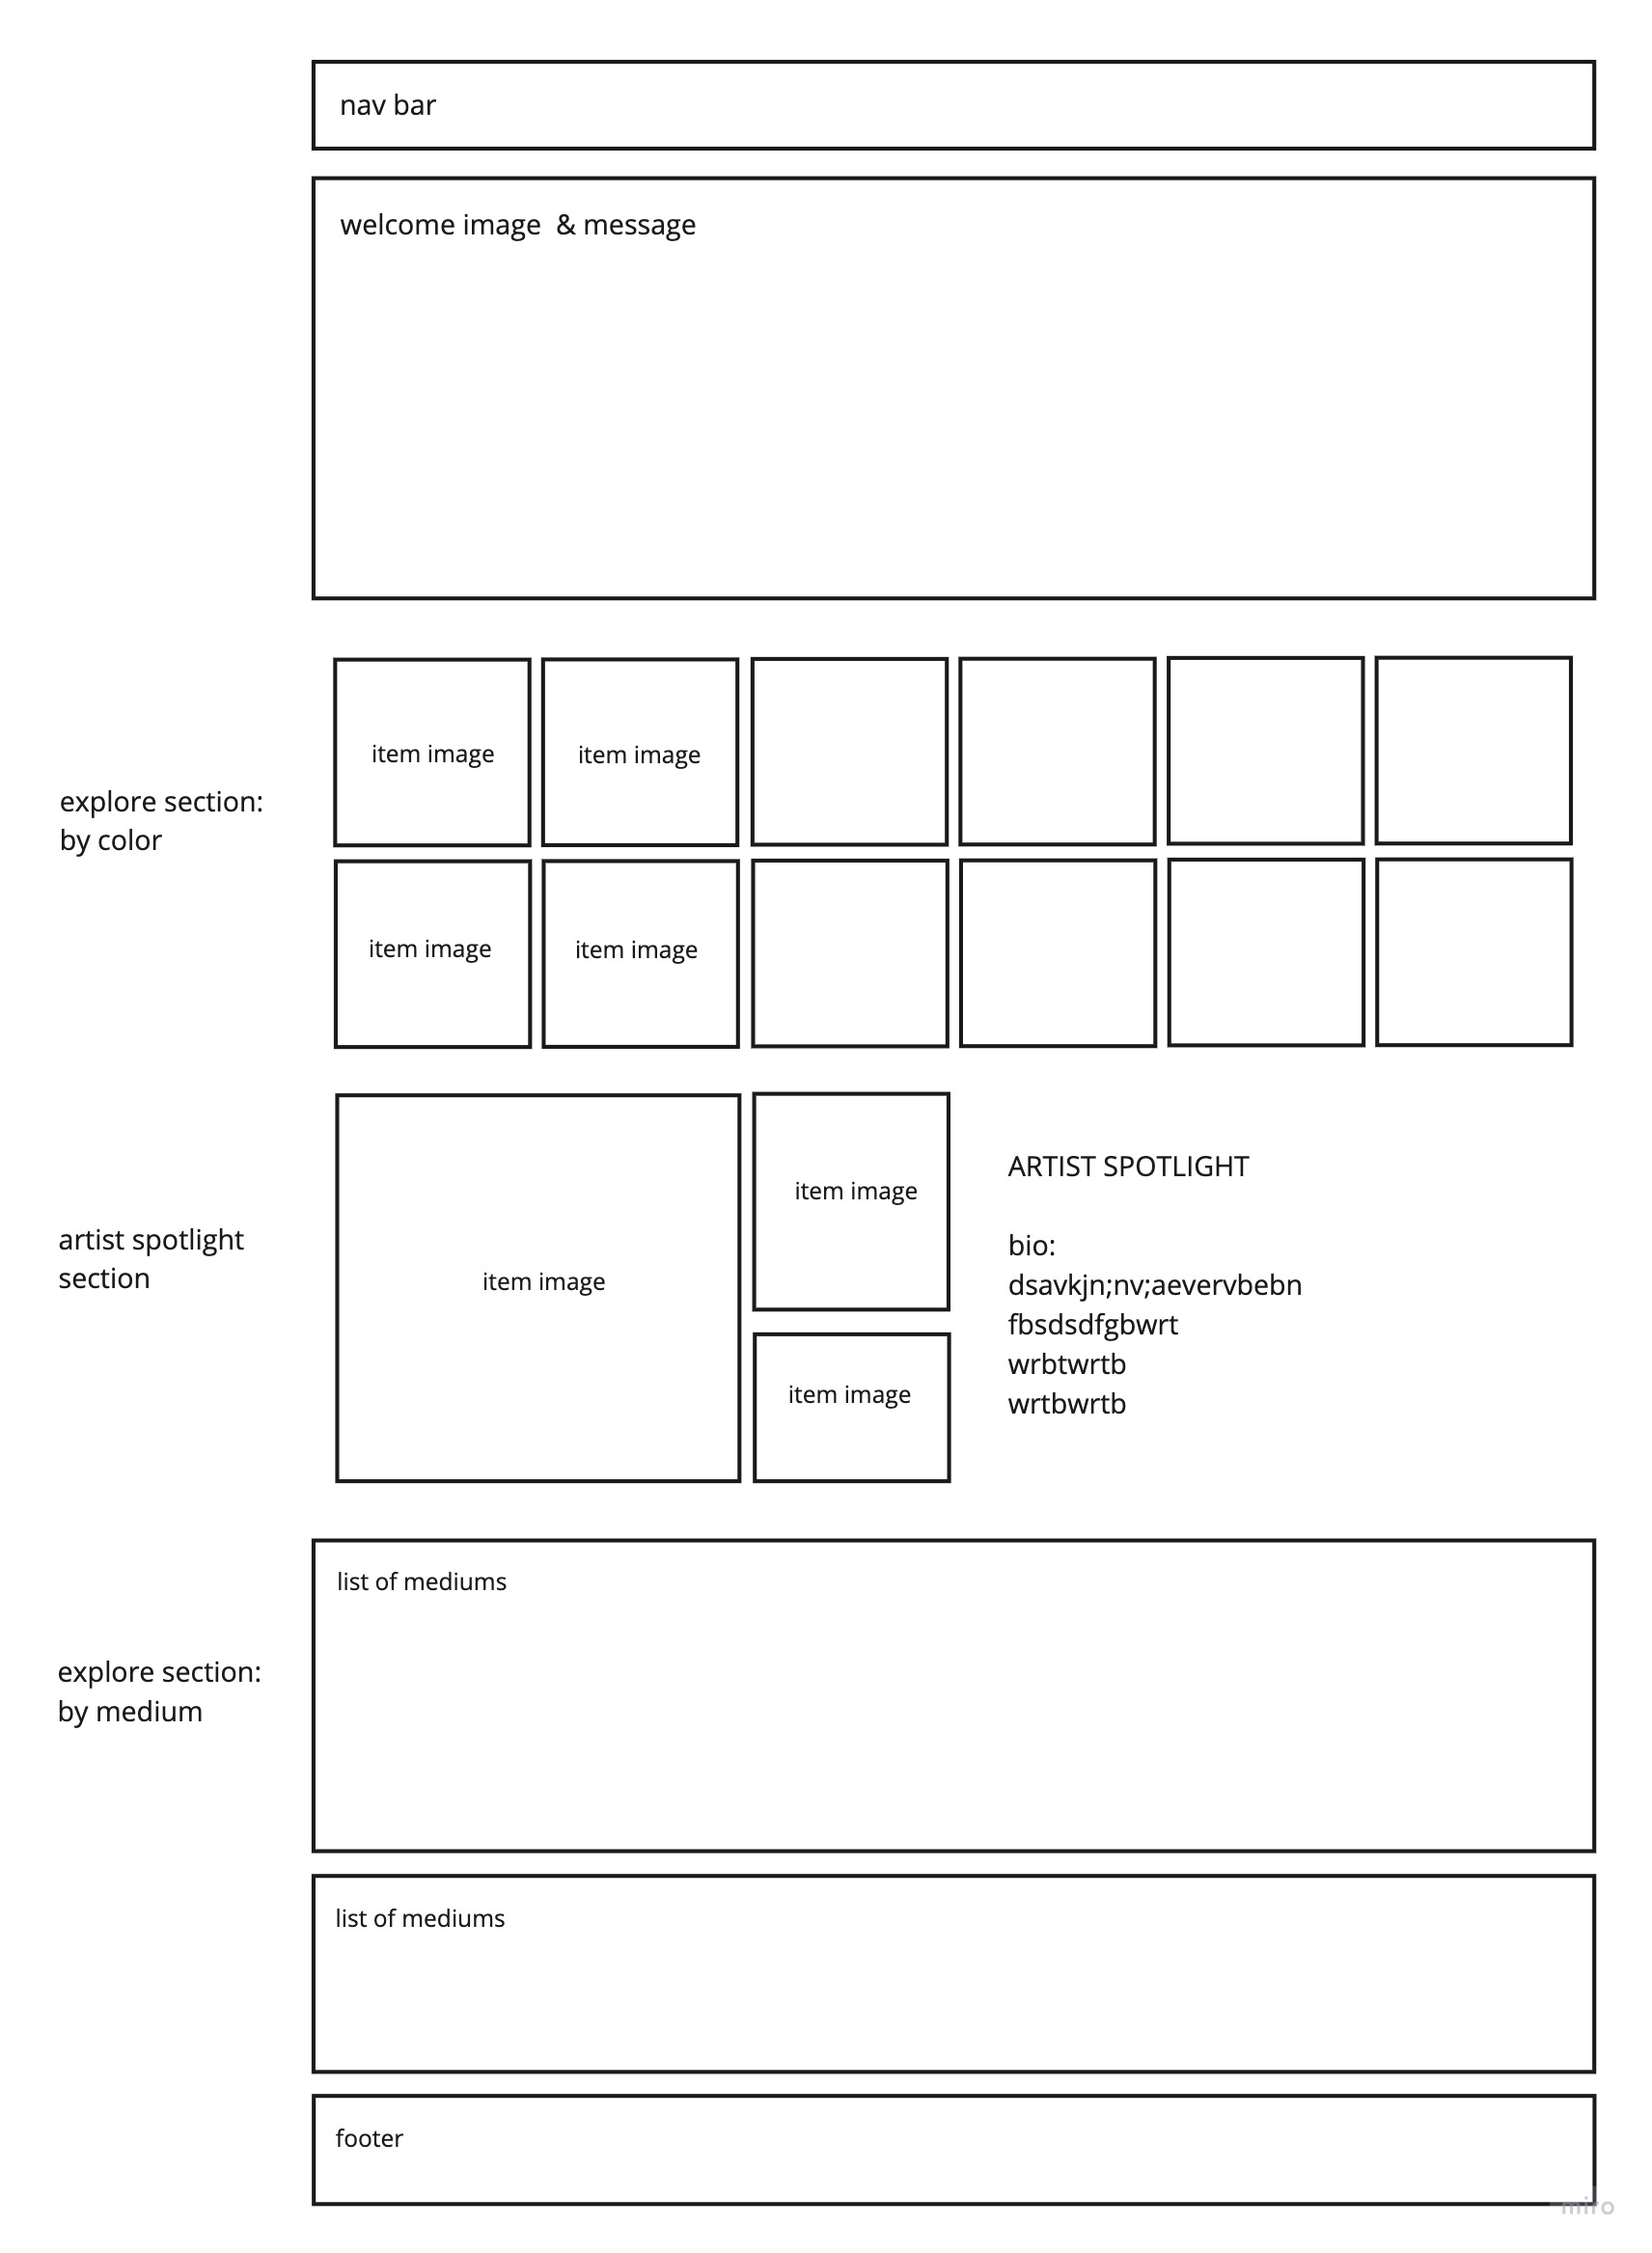 nav bar
welcome image & message
explore section:
by color
item image
item image
item image
item image
artist spotlight
section
item image
item image
item image
ARTIST SPOTLIGHT
bio:
dsavkjn;nv;aevervbebn
fbsdsdfgbwrt
wrbtwrtb
wrtbwrtb
explore section:
by medium
list of mediums
list of mediums
footer
miro